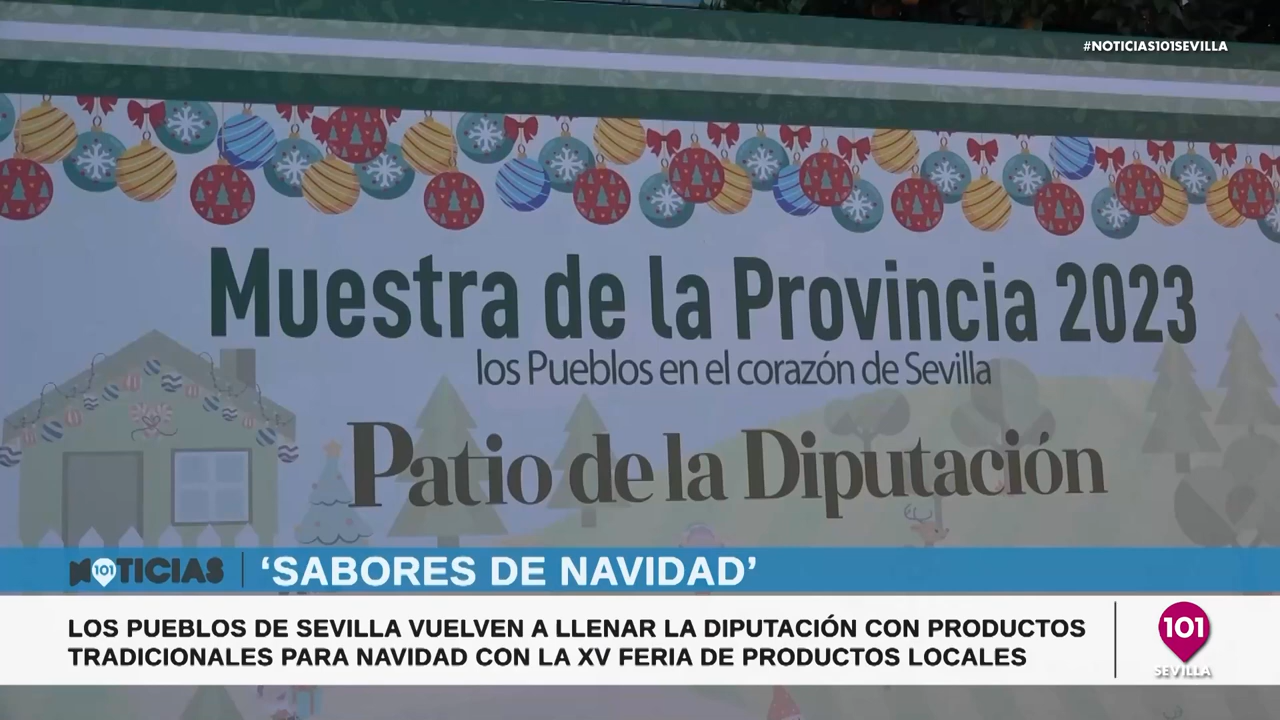 #NOTICIAS101SEVILLA
Muestra de la Provincia 2023
los Pueblos en el corazón de Sevilla
Patio de la Diputación
NOTICIAS 101
‘SABORES DE NAVIDAD’
LOS PUEBLOS DE SEVILLA VUELVEN A LLENAR LA DIPUTACIÓN CON PRODUCTOS
TRADICIONALES PARA NAVIDAD CON LA XV FERIA DE PRODUCTOS LOCALES
101
SEVILLA